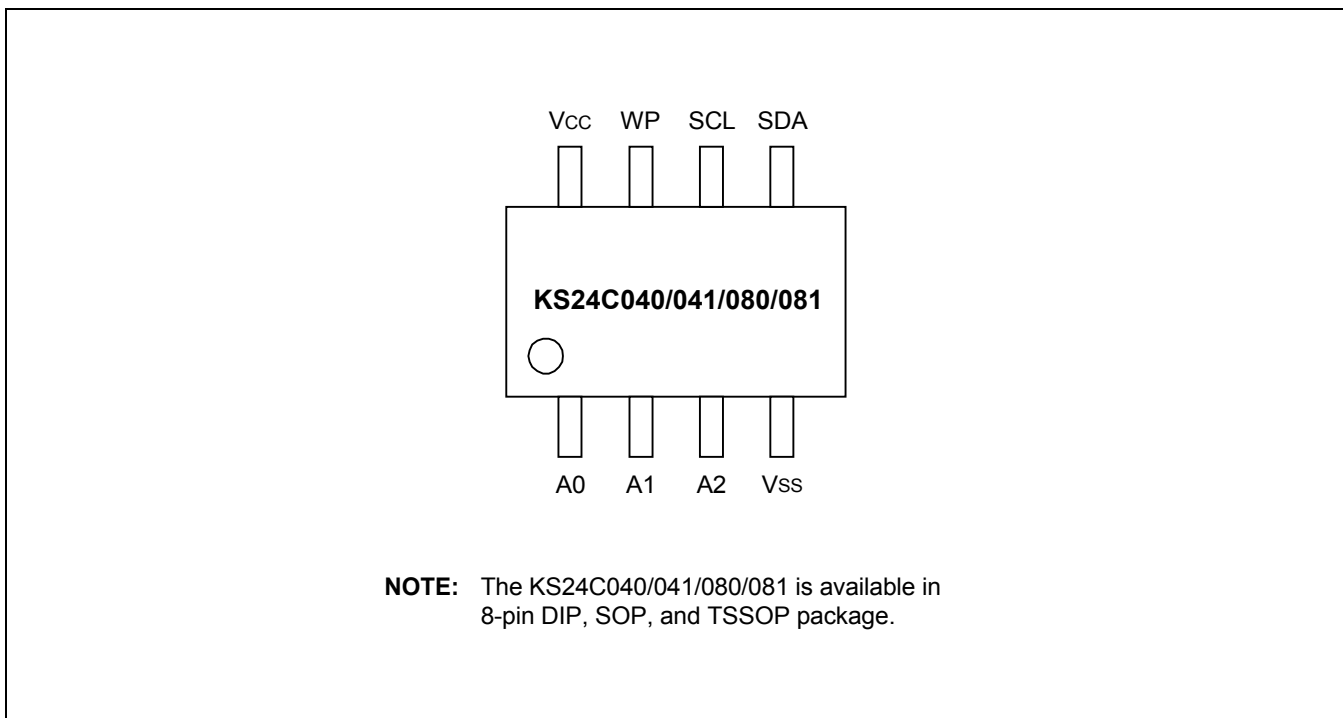 Vcc WP SCL SDA
KS24C040/041/080/081
A0 A1 A2 Vss
NOTE: The KS24C040/041/080/081 is available in
8-pin DIP, SOP, and TSSOP package.